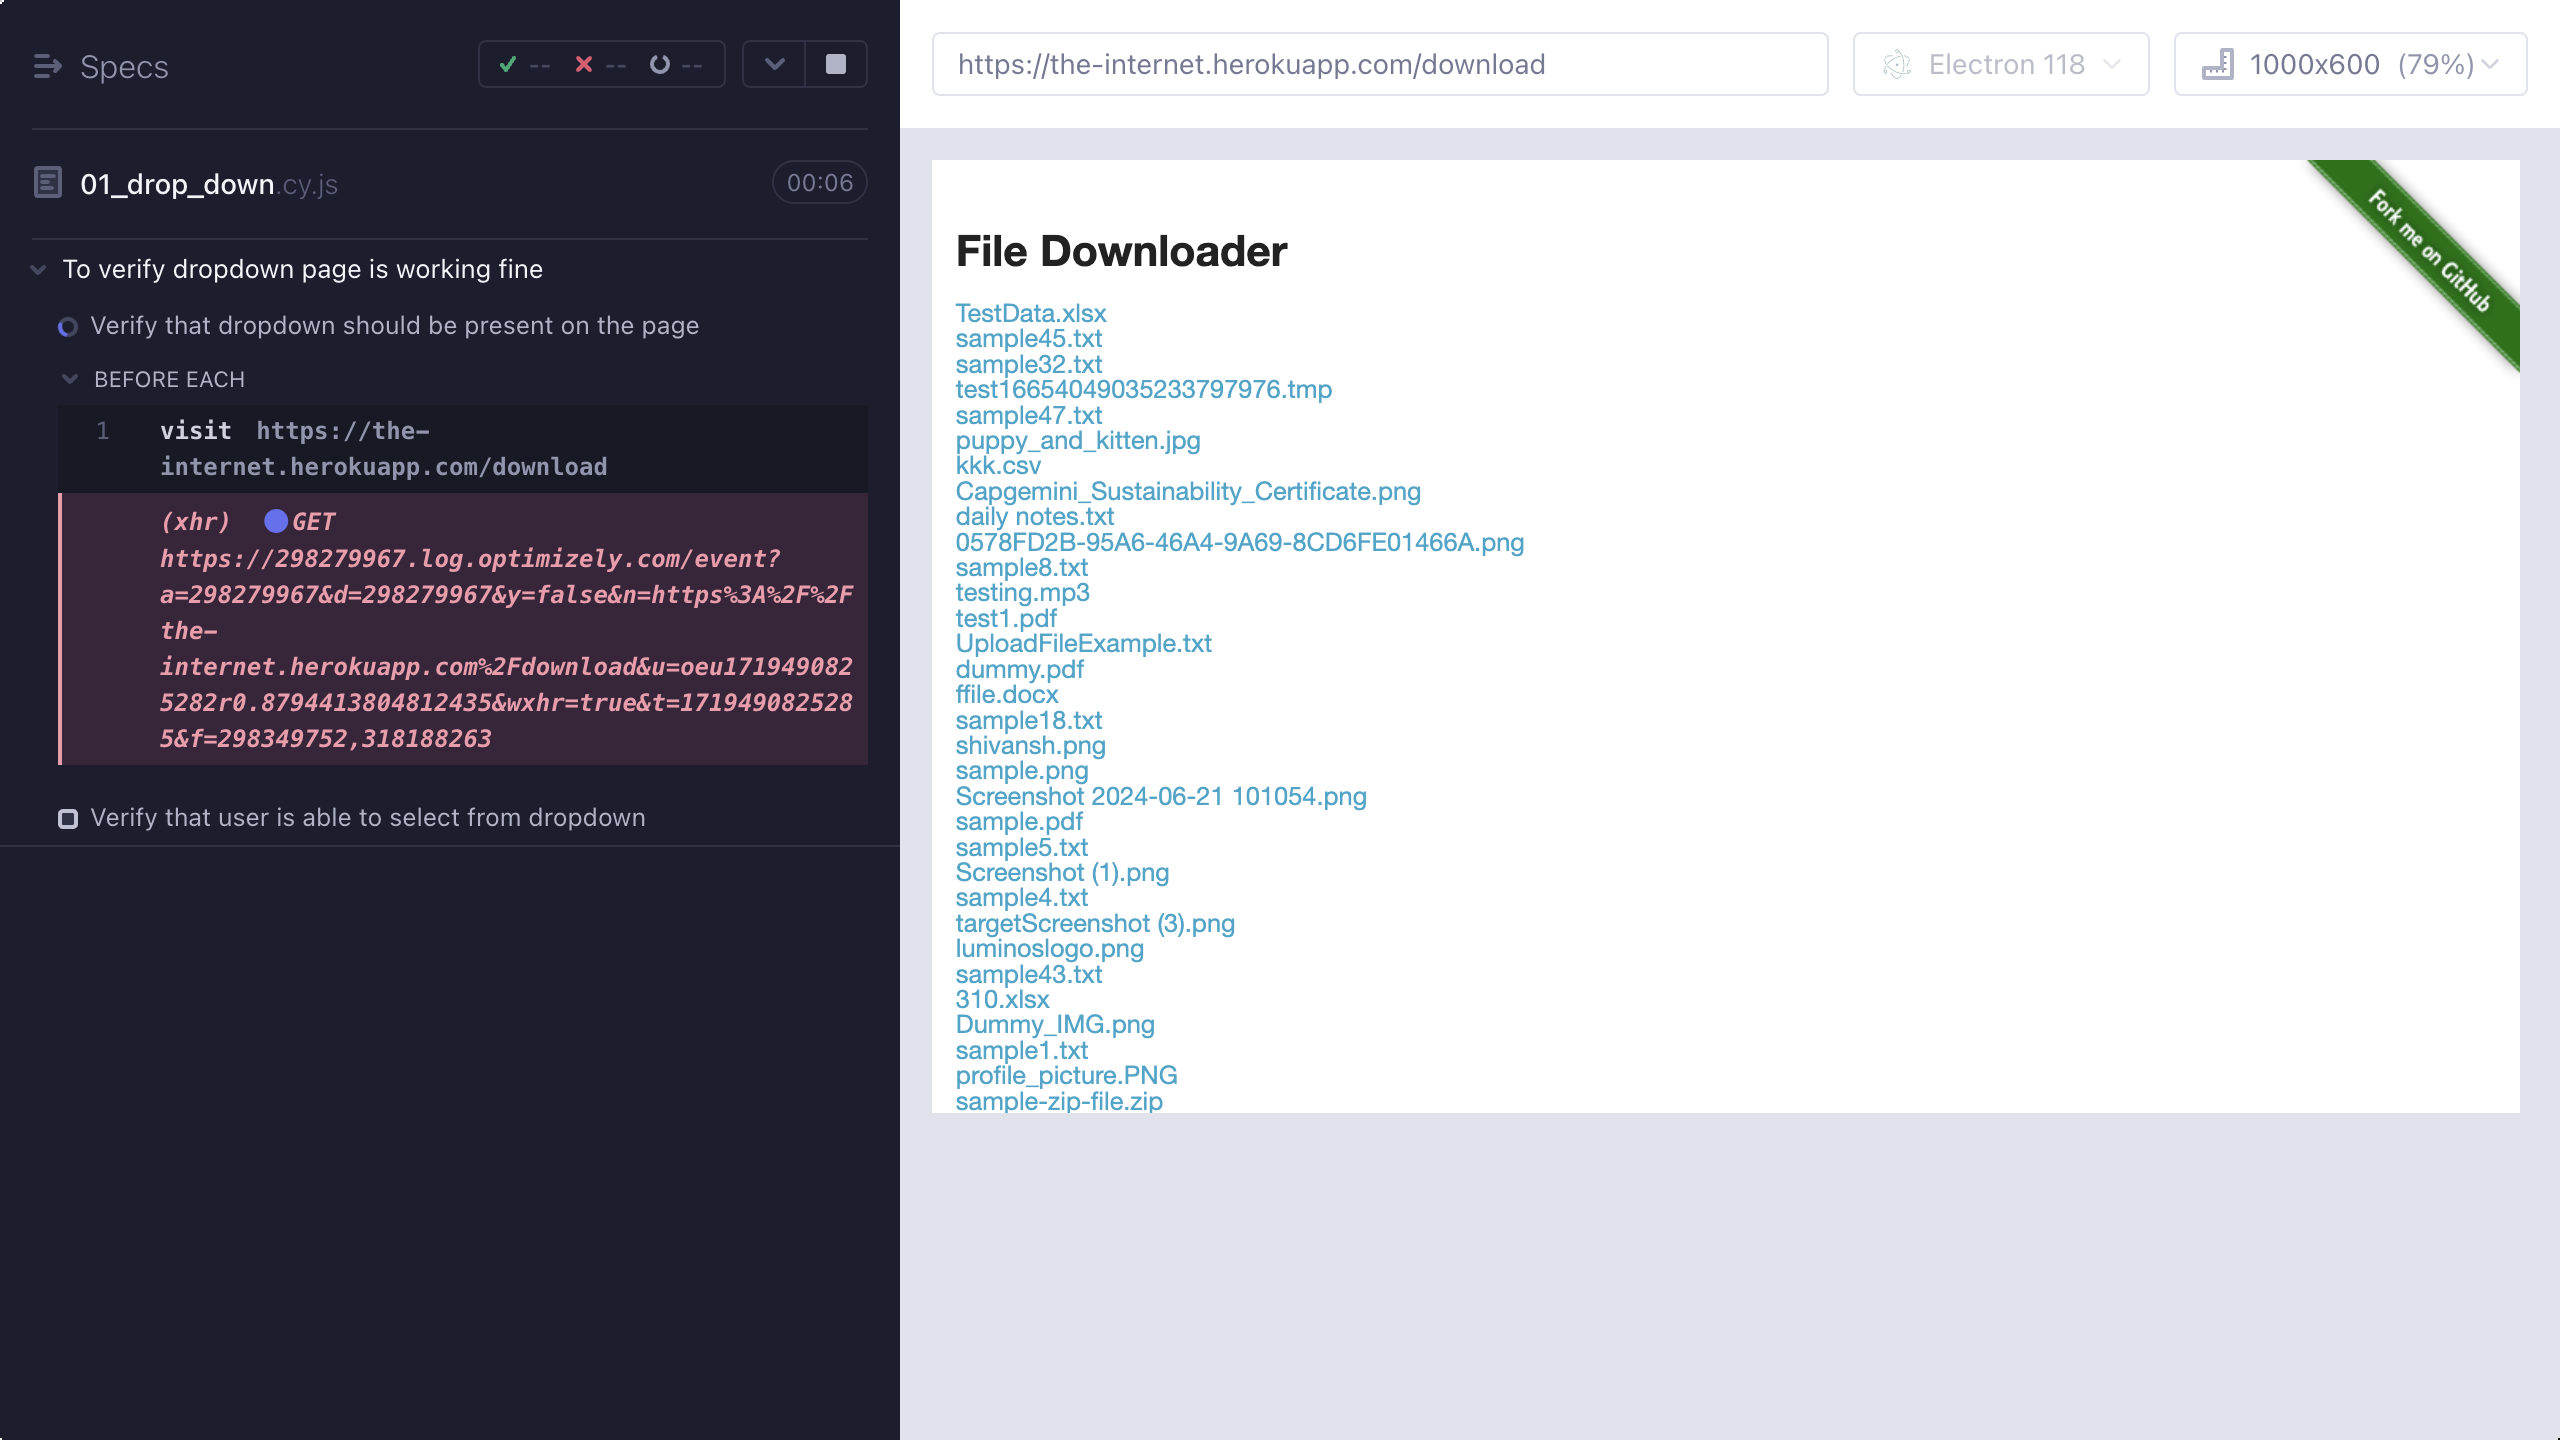 Specs
--
--
--
01_drop_down.cy.js
00:06
To verify dropdown page is working fine
Verify that dropdown should be present on the page
BEFORE EACH
1 visit https://the-
internet.herokuapp.com/download
(xhr) GET
https://298279967.log.optimizely.com/event?
a=298279967&d=298279967&y=false&n=https%3A%2F%2F
the-
internet.herokuapp.com%2Fdownload&u=oeu171949082
5282r0.8794413804812435&wxhr=true&t=171949082528
5&f=298349752,318188263
Verify that user is able to select from dropdown
https://the-internet.herokuapp.com/download
Electron 118
1000x600 (79%)
Fork me on GitHub
File Downloader
TestData.xlsx
sample45.txt
sample32.txt
test16654049035233797976.tmp
sample47.txt
puppy_and_kitten.jpg
kkk.csv
Capgemini_Sustainability_Certificate.png
daily notes.txt
0578FD2B-95A6-46A4-9A69-8CD6FE01466A.png
sample8.txt
testing.mp3
test1.pdf
UploadFileExample.txt
dummy.pdf
ffile.docx
sample18.txt
shivansh.png
sample.png
Screenshot 2024-06-21 101054.png
sample.pdf
sample5.txt
Screenshot (1).png
sample4.txt
targetScreenshot (3).png
luminoslogo.png
sample43.txt
310.xlsx
Dummy_IMG.png
sample1.txt
profile_picture.PNG
sample-zip-file.zip